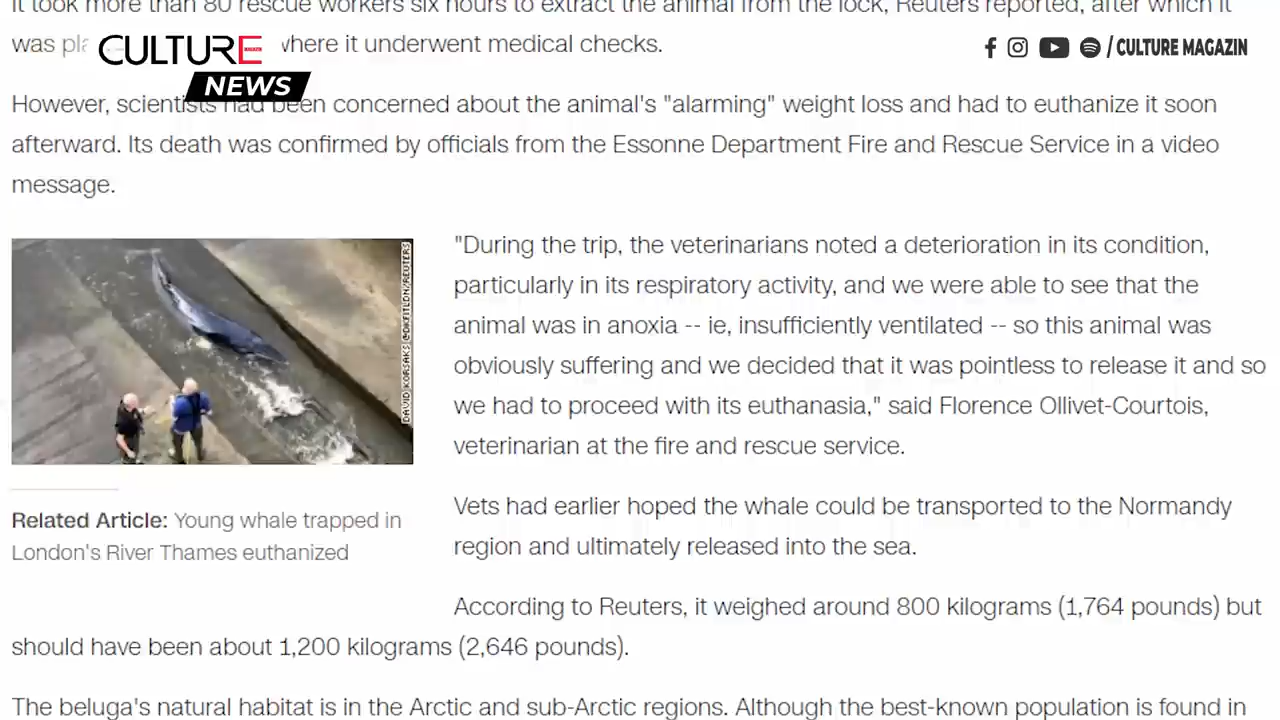 It took more than 80 rescue workers six hours to extract the animal from the lock, Reuters reported, after which it
was where it underwent medical checks.
CULTURE
NEWS
/ CULTURE MAGAZIN
However, scientists had been concerned about the animal's "alarming" weight loss and had to euthanize it soon
afterward. Its death was confirmed by officials from the Essonne Department Fire and Rescue Service in a video
message.
DAVID KORSAKS @DKFITLDN/REUTERS
"During the trip, the veterinarians noted a deterioration in its condition,
particularly in its respiratory activity, and we were able to see that the
animal was in anoxia -- ie, insufficiently ventilated -- so this animal was
obviously suffering and we decided that it was pointless to release it and so
we had to proceed with its euthanasia," said Florence Ollivet-Courtois,
veterinarian at the fire and rescue service.
Related Article: Young whale trapped in
London's River Thames euthanized
Vets had earlier hoped the whale could be transported to the Normandy
region and ultimately released into the sea.
According to Reuters, it weighed around 800 kilograms (1,764 pounds) but
should have been about 1,200 kilograms (2,646 pounds).
The beluga's natural habitat is in the Arctic and sub-Arctic regions. Although the best-known population is found in